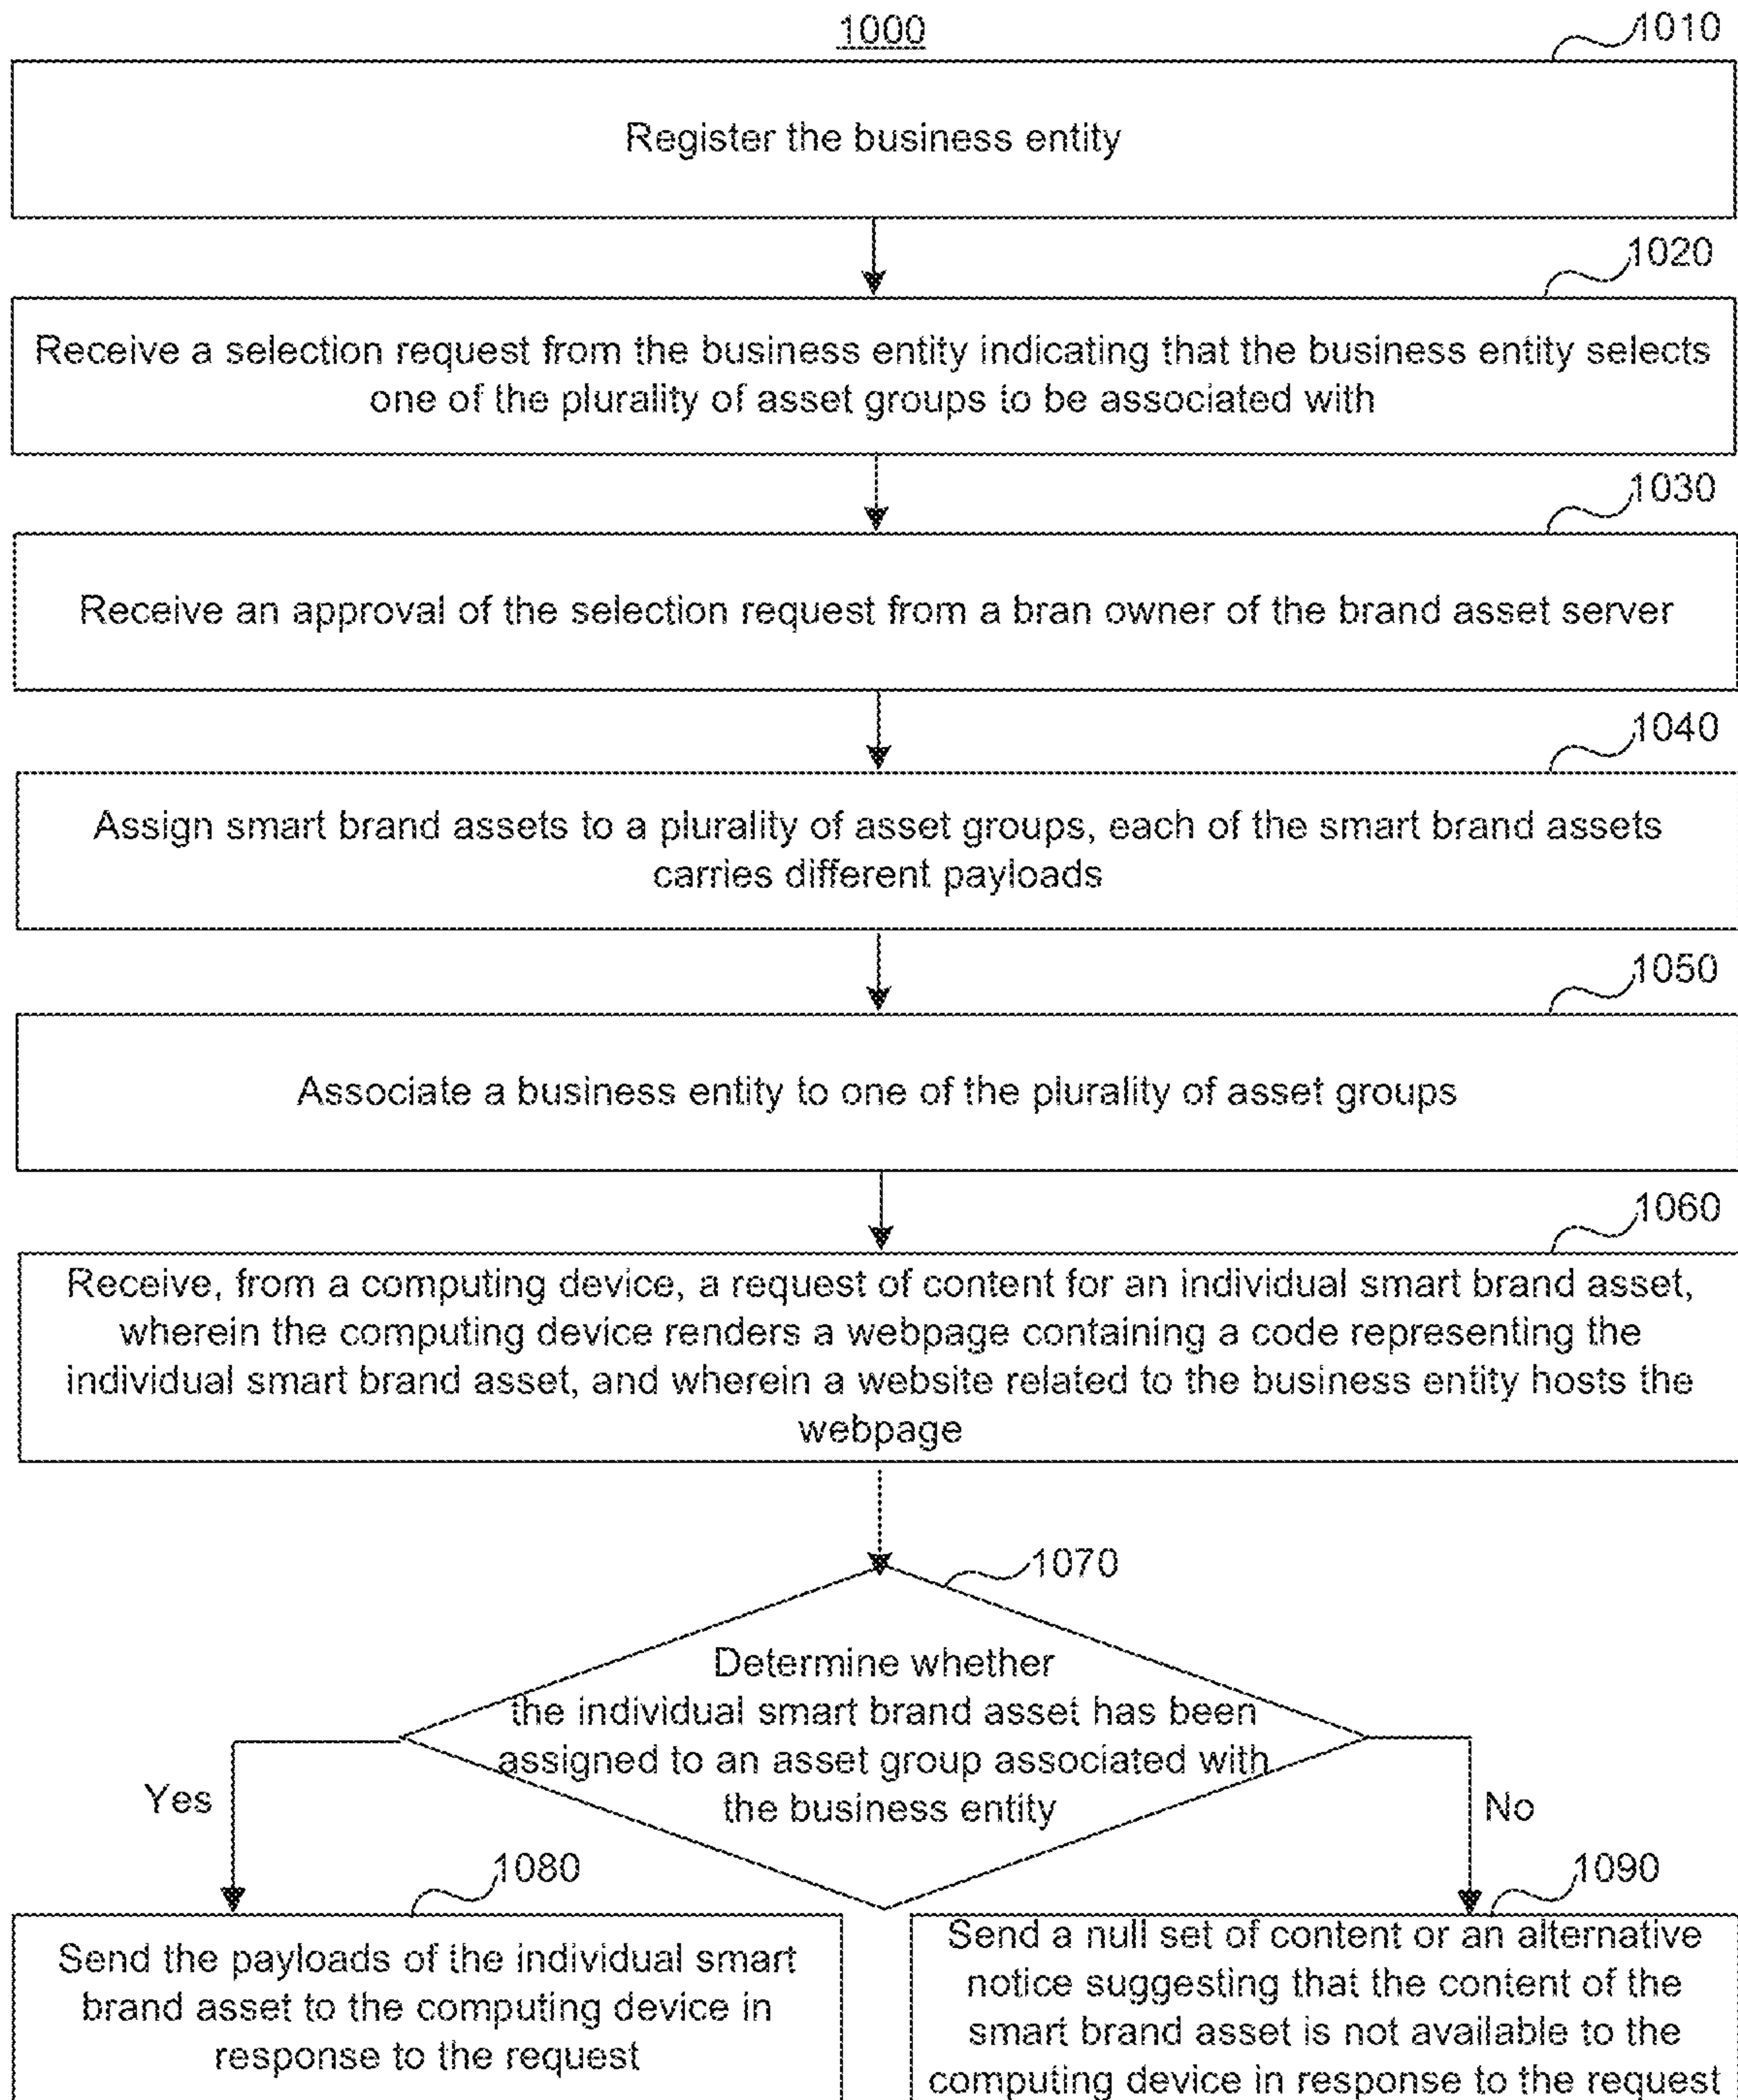 1000
1010
Register the business entity
1020
Receive a selection request from the business entity indicating that the business entity selects
one of the plurality of asset groups to be associated with
1030
Receive an approval of the selection request from a bran owner of the brand asset server
1040
Assign smart brand assets to a plurality of asset groups, each of the smart brand assets
carries different payloads
1050
Associate a business entity to one of the plurality of asset groups
1060
Receive, from a computing device, a request of content for an individual smart brand asset,
wherein the computing device renders a webpage containing a code representing the
individual smart brand asset, and wherein a website related to the business entity hosts the
webpage
1070
Determine whether
the individual smart brand asset has been
assigned to an asset group associated with
the business entity
Yes
No
1080
Send the payloads of the individual smart
brand asset to the computing device in
response to the request
1090
Send a null set of content or an alternative
notice suggesting that the content of the
smart brand asset is not available to the
computing device in response to the request